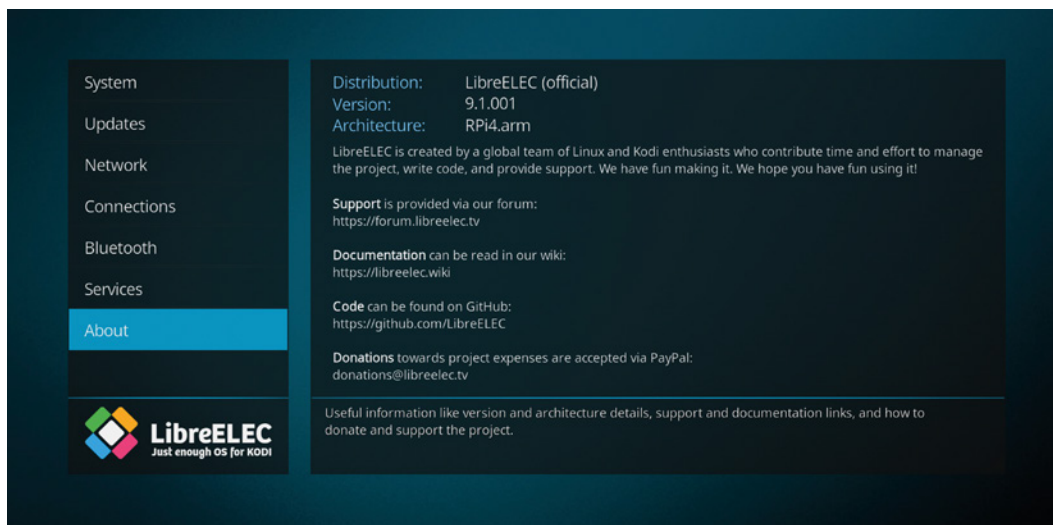 System
Updates
Network
Connections
Bluetooth
Services
About
LibreELEC
Just enough OS for KODI
Distribution: LibreELEC (official)
Version: 9.1.001
Architecture: RPi4.arm
LibreELEC is created by a global team of Linux and Kodi enthusiasts who contribute time and effort to manage
the project, write code, and provide support. We have fun making it. We hope you have fun using it!
Support is provided via our forum:
https://forum.libreelec.tv
Documentation can be read in our wiki:
https://libreelec.wiki
Code can be found on GitHub:
https://github.com/LibreELEC
Donations towards project expenses are accepted via PayPal:
donations@libreelec.tv
Useful information like version and architecture details, support and documentation links, and how to
donate and support the project.